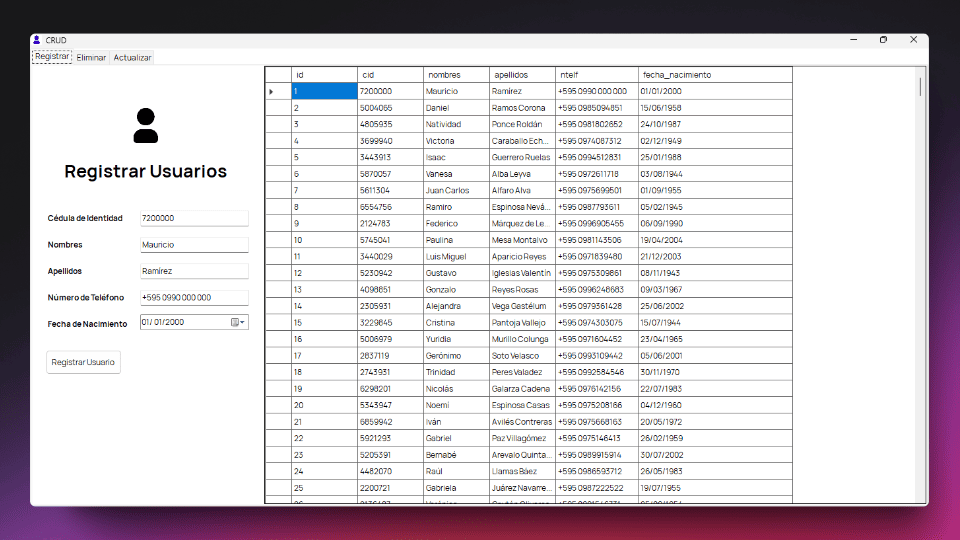 CRUD
Registrar Eliminar Actualizar
Registrar Usuarios
Cédula de Identidad 7200000
Nombres Mauricio
Apellidos Ramírez
Número de Teléfono +595 0990 000 000
Fecha de Nacimiento 01/ 01/2000
Registrar Usuario
id cid nombres apellidos ntelf fecha_nacimiento
1 7200000 Mauricio Ramírez +595 0990 000 000 01/01/2000
2 5004065 Daniel Ramos Corona +595 0985094851 15/06/1958
3 4805935 Natividad Ponce Roldán +595 0981802652 24/10/1987
4 3699940 Victoria Caraballo Ech... +595 0974087312 02/12/1949
5 3443913 Isaac Guerrero Ruelas +595 0994512831 25/01/1988
6 5870057 Vanesa Alba Leyva +595 0972611718 03/08/1944
7 5611304 Juan Carlos Alfaro Alva +595 0975699501 01/09/1955
8 6554756 Ramiro Espinosa Nevá... +595 0987793611 05/02/1945
9 2124783 Federico Márquez de Le... +595 0996905455 06/09/1990
10 5745041 Paulina Mesa Montalvo +595 0981143506 19/04/2004
11 3440029 Luis Miguel Aparicio Reyes +595 0971839480 21/12/2003
12 5230942 Gustavo Iglesias Valentín +595 0975309861 08/11/1943
13 4098851 Gonzalo Reyes Rosas +595 0996248683 09/03/1967
14 2305931 Alejandra Vega Gastélum +595 0979361428 25/06/2002
15 3229845 Cristina Pantoja Vallejo +595 0974303075 15/07/1944
16 5006979 Yuridia Murillo Colunga +595 0971604452 23/04/1965
17 2837119 Gerónimo Soto Velasco +595 0993109442 05/06/2001
18 2743931 Trinidad Peres Valadez +595 0992584546 30/11/1970
19 6298201 Nicolás Galarza Cadena +595 0976142156 22/07/1983
20 5343947 Noemí Espinosa Casas +595 0975208166 04/12/1960
21 6859942 Iván Avilés Contreras +595 0975668163 20/05/1972
22 5921293 Gabriel Paz Villagómez +595 0975146413 26/02/1959
23 5205391 Bernabé Arevalo Quinta... +595 0989915914 30/07/2002
24 4482070 Raúl Llamas Báez +595 0986593712 26/05/1983
25 2200721 Gabriela Juárez Navarre... +595 0987222522 19/07/1955